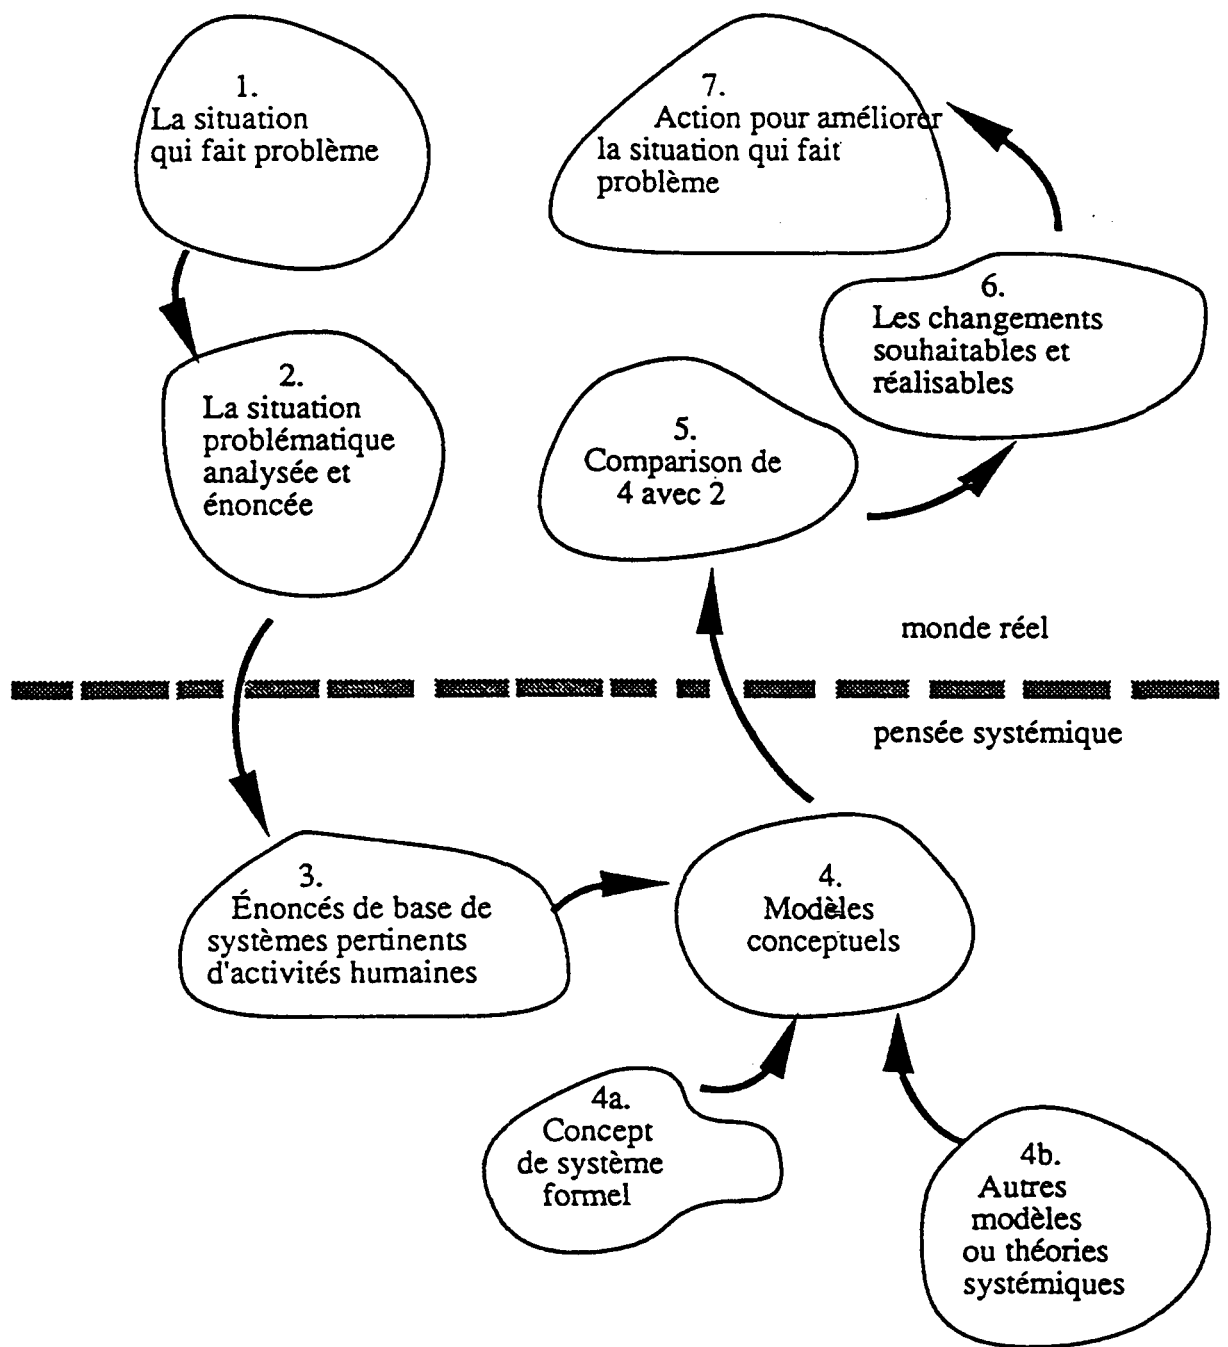 1.
La situation
qui fait problème
7.
Action pour améliorer
la situation qui fait
problème
6.
Les changements
souhaitables et
réalisables
2.
La situation
problématique
analysée et
énoncée
5.
Comparison de
4 avec 2
monde réel
pensée systémique
3.
Énoncés de base de
systèmes pertinents
d'activités humaines
4.
Modèles
conceptuels
4a.
Concept
de système
formel
4b.
Autres
modèles
ou théories
systémiques